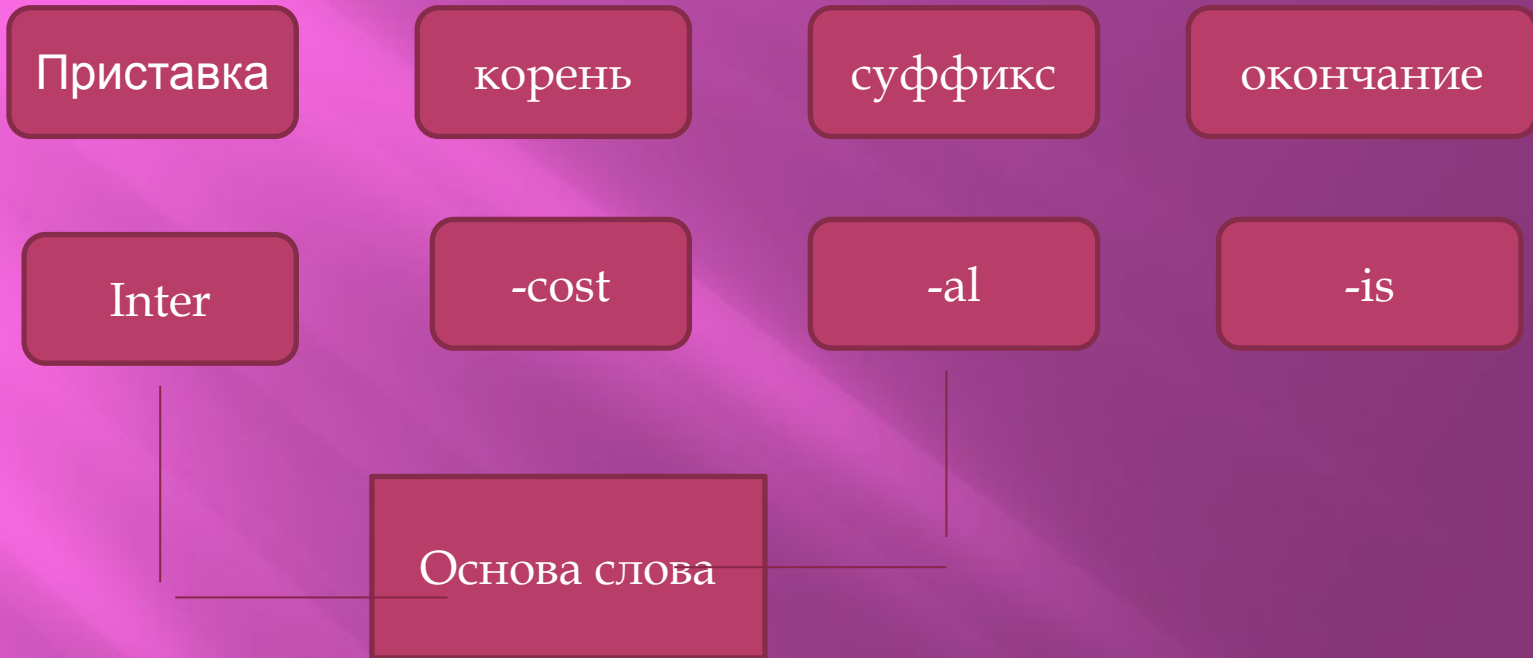 Приставка корень суффикс окончание
Inter -cost -al -is
Основа слова